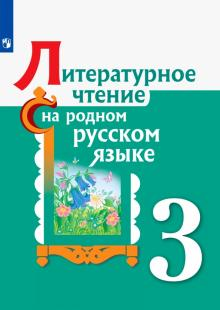 Литературное
чтение
на родном
русском
языке
3